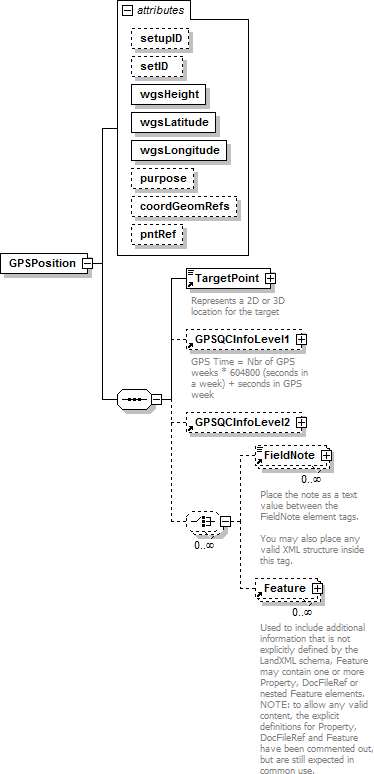 attributes
setupID
setID
wgsHeight
wgsLatitude
wgsLongitude
purpose
coordGeomRefs
pntRef
GPSPosition
TargetPoint
Represents a 2D or 3D
location for the target
GPSQCInfoLevel1
GPS Time = Nbr of GPS
weeks * 604800 (seconds in
a week) + seconds in GPS
week
GPSQCInfoLevel2
FieldNote
0..∞
Place the note as a text
value between the
FieldNote element tags.
You may also place any
valid XML structure inside
this tag.
0..∞
Feature
0..∞
Used to include additional
information that is not
explicitly defined by the
LandXML schema, Feature
may contain one or more
Property, DocFileRef or
nested Feature elements.
NOTE: to allow any valid
content, the explicit
definitions for Property,
DocFileRef and Feature
have been commented out,
but are still expected in
common use.